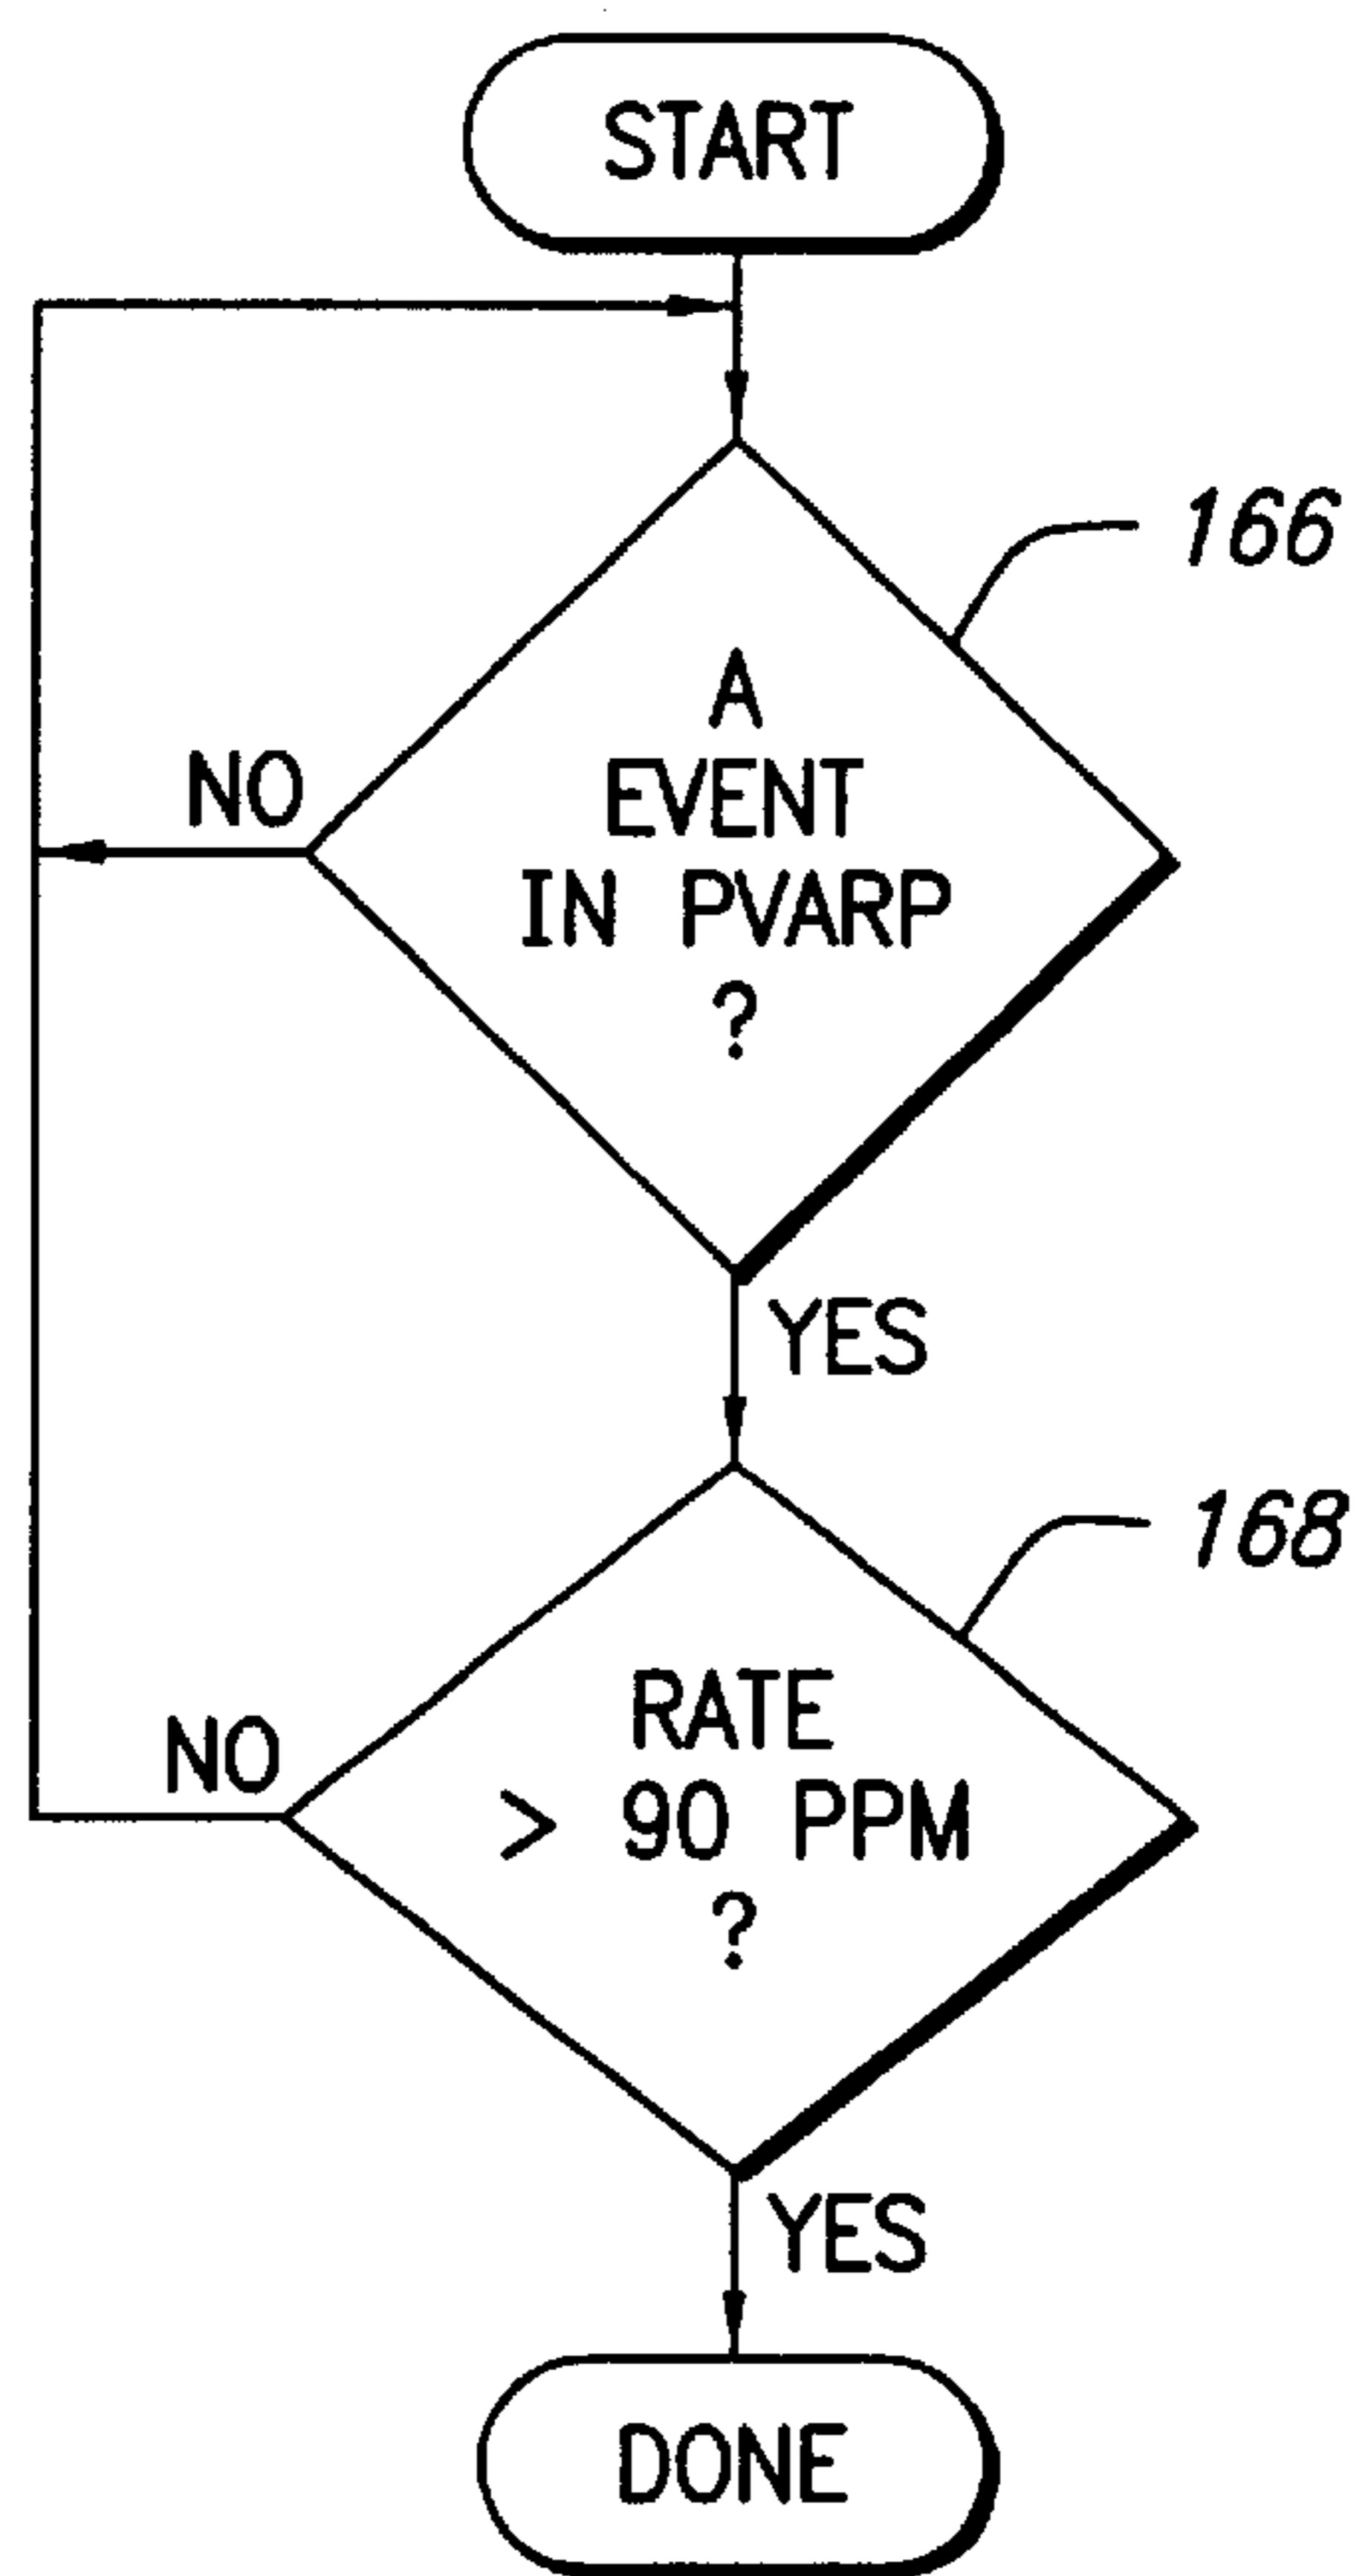 START
166
A
EVENT
IN PVARP
?
NO
YES
168
RATE
> 90 PPM
?
NO
YES
DONE